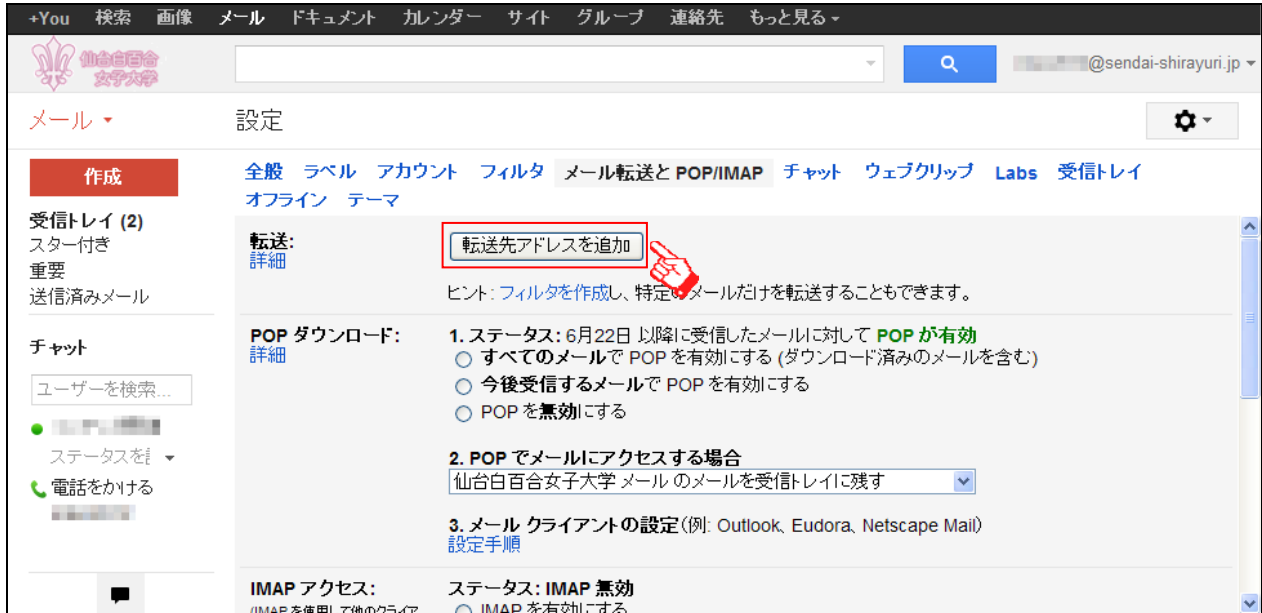 +You 検索 画像 メール ドキュメント カレンダー サイト グループ 連絡先 もっと見る
仙台白百合
女子大学
@sendai-shirayuri.jp
メール
設定
作成
全般 ラベル アカウント フィルタ メール転送と POP/IMAP チャット ウェブクリップ Labs 受信トレイ
オフライン テーマ
受信トレイ (2)
スター付き
重要
送信済みメール
チャット
ユーザーを検索...
ステータスを
電話をかける
転送:
詳細
転送先アドレスを追加
ヒント: フィルタを作成し、特定のメールだけを転送することもできます。
POP ダウンロード:
詳細
1. ステータス: 6月22日 以降に受信したメールに対して POP が有効
すべてのメールで POP を有効にする (ダウンロード済みのメールを含む)
今後受信するメールで POP を有効にする
POP を無効にする
2. POP でメールにアクセスする場合
仙台白百合女子大学 メール のメールを受信トレイに残す
3. メール クライアントの設定(例: Outlook、Eudora、Netscape Mail)
設定手順
IMAP アクセス:
(IMAP を使用して他のクライア
ステータス: IMAP 無効
IMAP を有効にする